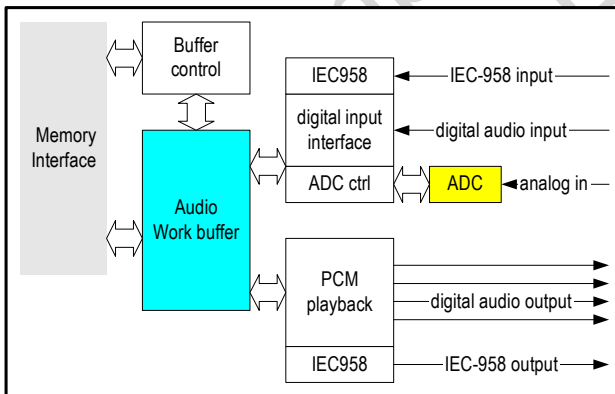 Buffer
control
Memory
Interface
Audio
Work buffer
IEC958
digital input
interface
ADC ctrl
ADC
IEC-958 input
digital audio input
analog in
PCM
playback
IEC958
digital audio output
IEC-958 output